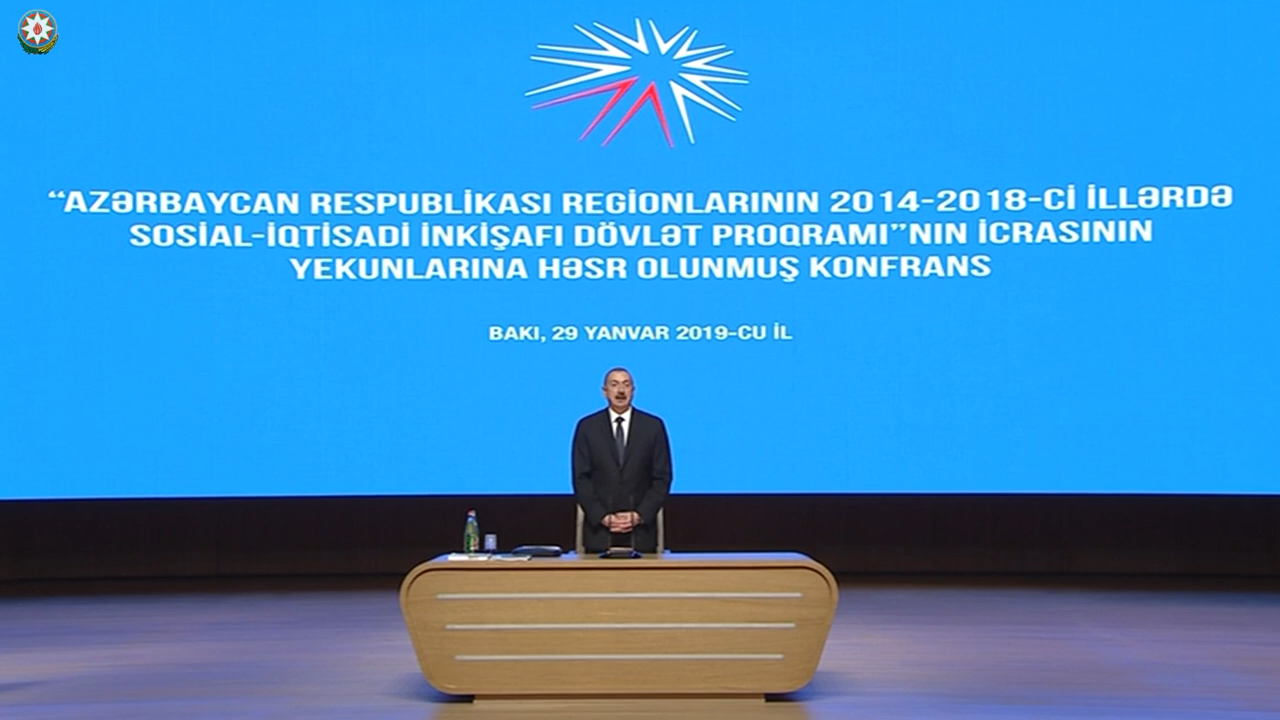 “AZƏRBAYCAN RESPUBLİKASI REGİONLARININ 2014-2018-Cİ İLLƏRDƏ
SOSİAL-İQTİSADİ İNKİŞAFI DÖVLƏT PROQRAMI”NIN İCRASININ
YEKUNLARINA HƏSR OLUNMUŞ KONFRANS
BAKI, 29 YANVAR 2019-CU İL